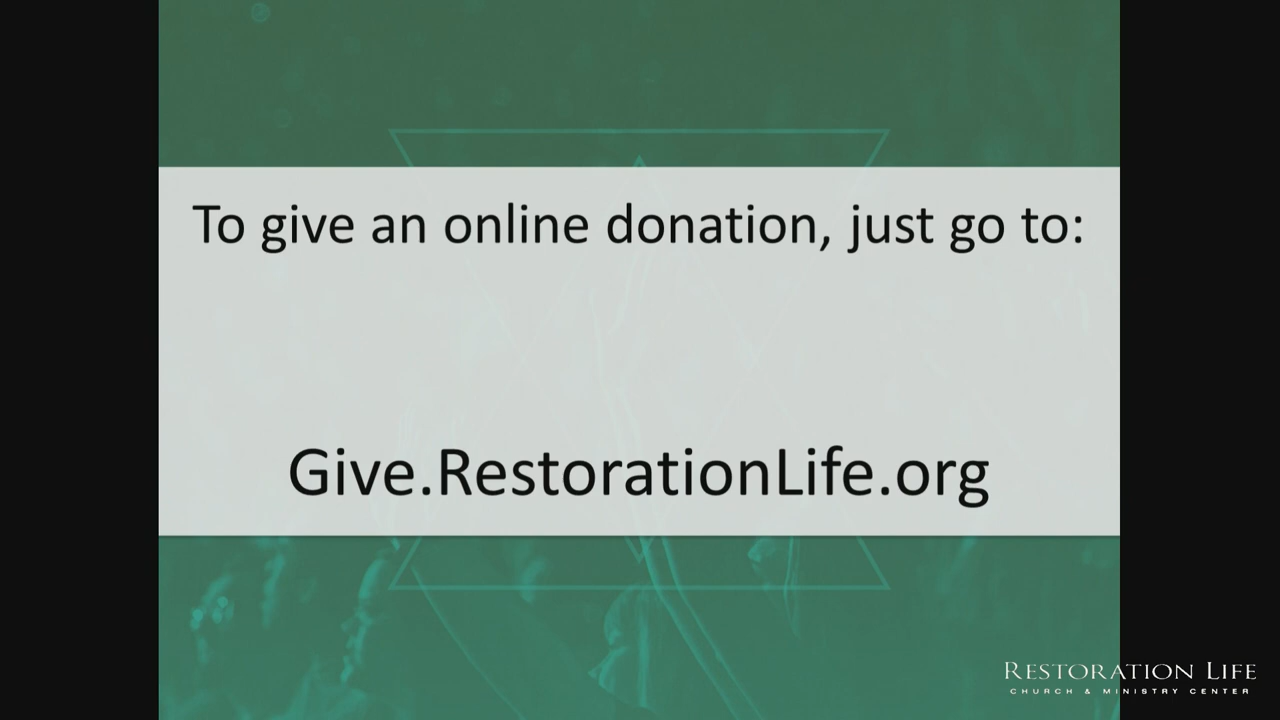 To give an online donation, just go to:
Give.RestorationLife.org
RESTORATION LIFE
CHURCH & MINISTRY CENTER